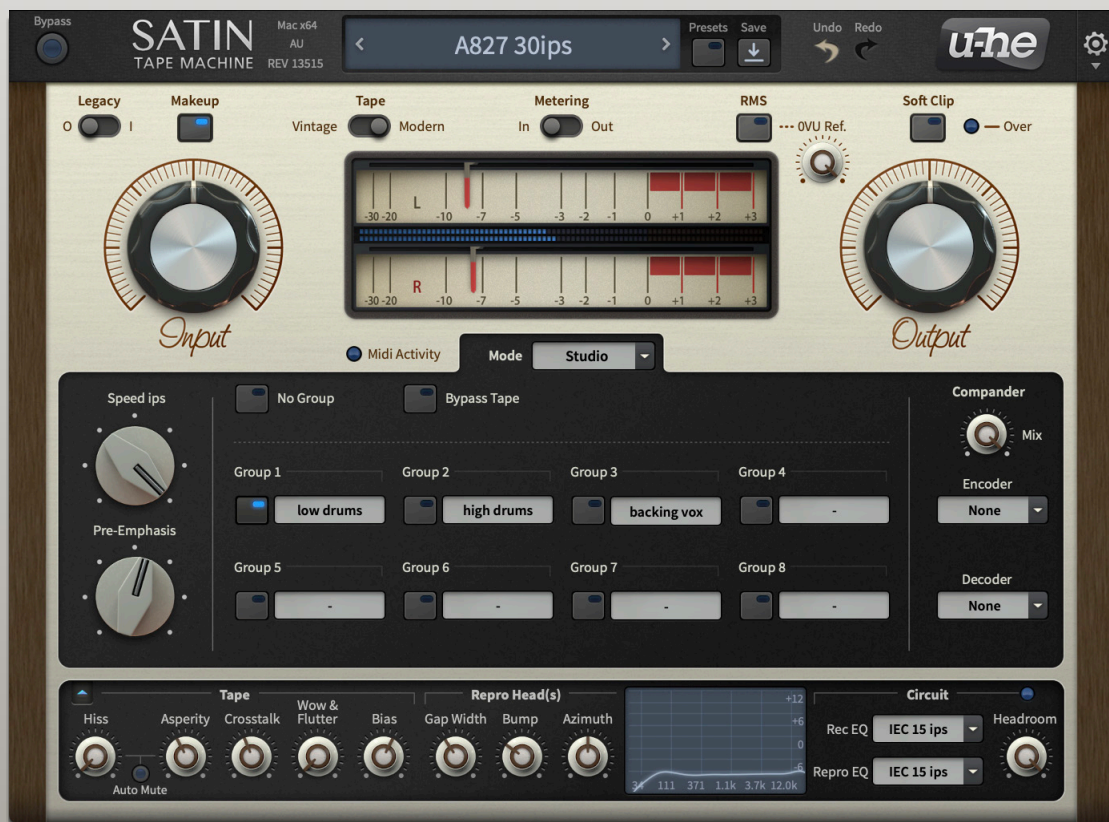 Bypass
SATIN
TAPE MACHINE
Mac x64
AU
REV 13515
A827 30ips
Presets
Save
Undo
Redo
u-he
Legacy
O I
Makeup
Tape
Vintage Modern
Metering
In Out
RMS
0VU Ref.
Soft Clip
Over
L
-30 -20 -10 -7 -5 -3 -2 -1 0 +1 +2 +3
R
-30 -20 -10 -7 -5 -3 -2 -1 0 +1 +2 +3
Input
Output
Midi Activity
Mode Studio
Speed ips
No Group
Bypass Tape
Compander
Mix
Group 1 Group 2 Group 3 Group 4
low drums high drums backing vox -
Encoder
None
Pre-Emphasis
Group 5 Group 6 Group 7 Group 8
- - - -
Decoder
None
Tape
Hiss
Asperity
Crosstalk
Wow &
Flutter
Bias
Auto Mute
Repro Head(s)
Gap Width
Bump
Azimuth
+12
+6
0
-6
34 111 371 1.1k 3.7k 12.0k
Circuit
Rec EQ IEC 15 ips
Repro EQ IEC 15 ips
Headroom